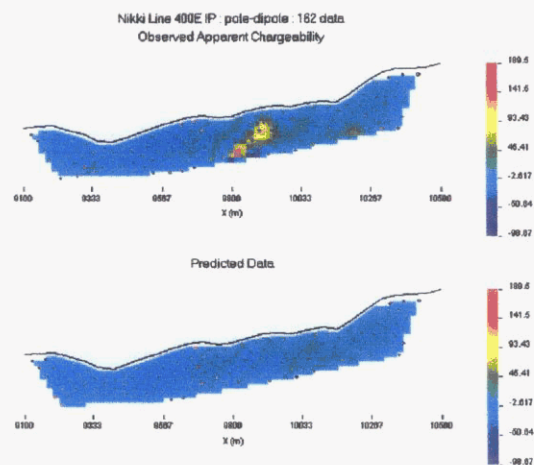 Nikki Line 400E IP : pole-dipole : 162 data
Observed Apparent Chargeability
189.5
141.5
93.43
45.41
-2.617
-50.64
-98.67
9100 9333 9567 9800 10033 10267 10500
X (m)
Predicted Data
189.5
141.5
93.43
45.41
-2.617
-50.64
-98.67
9100 9333 9567 9800 10033 10267 10500
X (m)